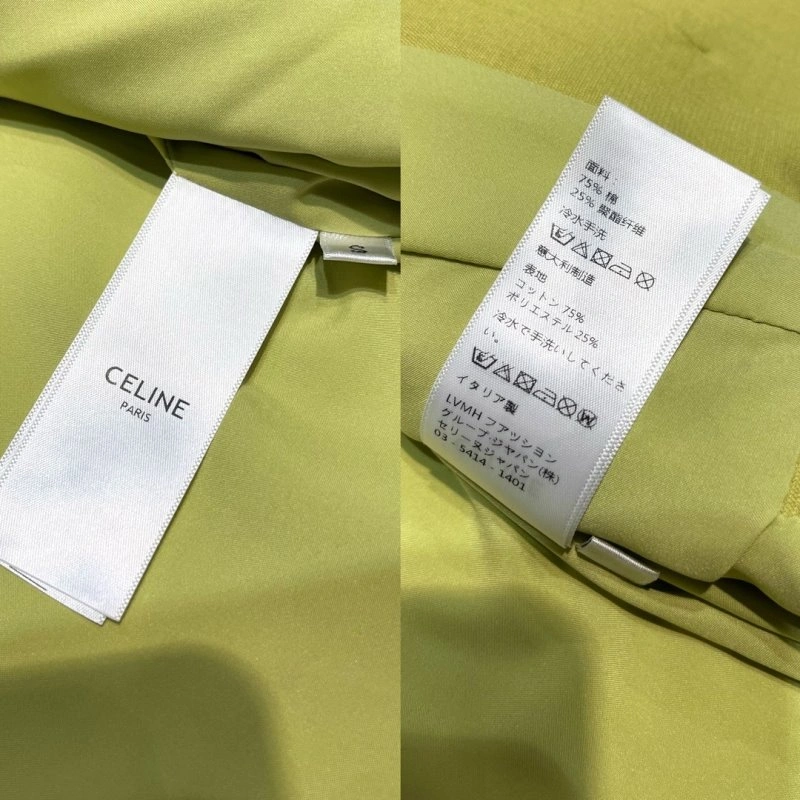 CELINE
PARIS
面料
75% 棉
25% 聚酯纤维
冷水手洗
意大利制造
表地
コットン 75%
ポリエステル 25%
冷水で手洗いしてくださ
い。
イタリア製
LVMH ファッション
グループ・ジャパン(株)
セリーヌジャパン
03 - 5414 - 1401